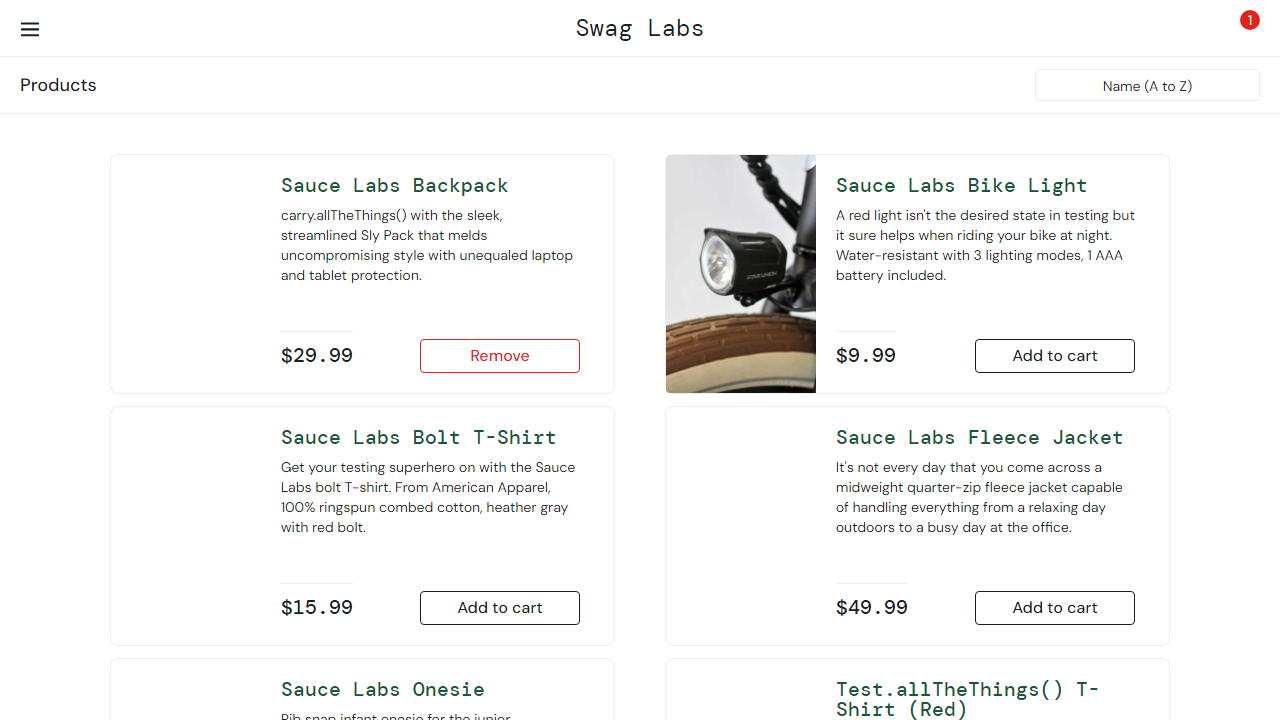 Swag Labs
1
Products
Name (A to Z)
Sauce Labs Backpack
carry.allTheThings() with the sleek,
streamlined Sly Pack that melds
uncompromising style with unequaled laptop
and tablet protection.
$29.99
Remove
Sauce Labs Bike Light
A red light isn't the desired state in testing but
it sure helps when riding your bike at night.
Water-resistant with 3 lighting modes, 1 AAA
battery included.
$9.99
Add to cart
Sauce Labs Bolt T-Shirt
Get your testing superhero on with the Sauce
Labs bolt T-shirt. From American Apparel,
100% ringspun combed cotton, heather gray
with red bolt.
$15.99
Add to cart
Sauce Labs Fleece Jacket
It's not every day that you come across a
midweight quarter-zip fleece jacket capable
of handling everything from a relaxing day
outdoors to a busy day at the office.
$49.99
Add to cart
Sauce Labs Onesie
Rib snap infant onesie for the junior
Test.allTheThings() T-
Shirt (Red)